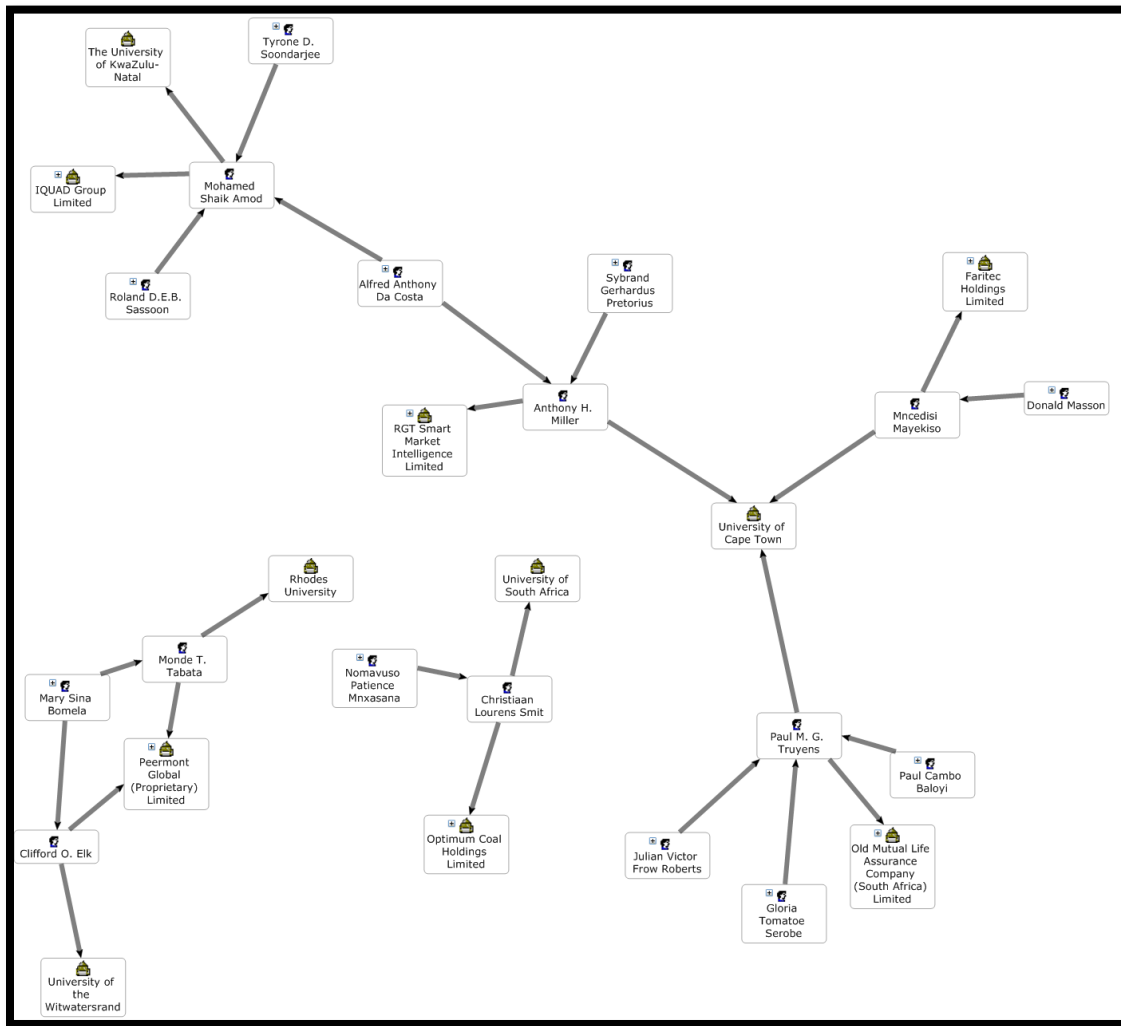 The University
of KwaZulu-
Natal
Tyrone D.
Soondarjee
IQUAD Group
Limited
Mohamed
Shaik Amod
Roland D.E.B.
Sassoon
Alfred Anthony
Da Costa
Sybrand
Gerhardus
Pretorius
Faritec
Holdings
Limited
RGT Smart
Market
Intelligence
Limited
Anthony H.
Miller
Mncedisi
Mayekiso
Donald Masson
University of
Cape Town
Rhodes
University
University of
South Africa
Monde T.
Tabata
Mary Sina
Bomela
Nomavuso
Patience
Mnxasana
Christiaan
Lourens Smit
Paul M. G.
Truyens
Peermont
Global
(Proprietary)
Limited
Paul Cambo
Baloyi
Clifford O. Elk
Optimum Coal
Holdings
Limited
Julian Victor
Frow Roberts
Old Mutual Life
Assurance
Company
(South Africa)
Limited
Gloria
Tomatoe
Serobe
University of
the
Witwatersrand